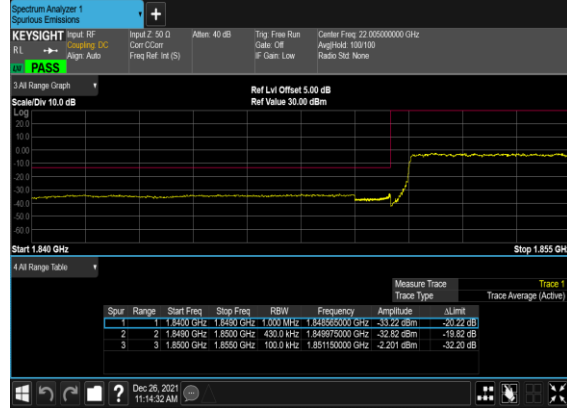 Spectrum Analyzer 1
Spurious Emissions
KEYSIGHT Input: RF Input Z: 50 Ω Atten: 40 dB Trig: Free Run Center Freq: 22.005000000 GHz
RL Coupling: DC Corr CCorr Gate: Off Avg|Hold: 100/100
Align: Auto Freq Ref: Int (S) IF Gain: Low Radio Std: None
LW PASS
3 All Range Graph
Ref Lvl Offset 5.00 dB
Scale/Div 10.0 dB Ref Value 30.00 dBm
Log
20.0
10.0
0.00
-10.0
-20.0
-30.0
-40.0
-50.0
-60.0
Start 1.840 GHz Stop 1.855 GH
4 All Range Table
Measure Trace Trace 1
Trace Type Trace Average (Active)
Spur Range Start Freq Stop Freq RBW Frequency Amplitude ΔLimit
1 1 1.8400 GHz 1.8490 GHz 1.000 MHz 1.848565000 GHz -33.22 dBm -20.22 dB
2 2 1.8490 GHz 1.8500 GHz 430.0 kHz 1.849975000 GHz -32.82 dBm -19.82 dB
3 3 1.8500 GHz 1.8550 GHz 100.0 kHz 1.851150000 GHz -2.201 dBm -32.20 dB
? Dec 26, 2021
11:14:32 AM